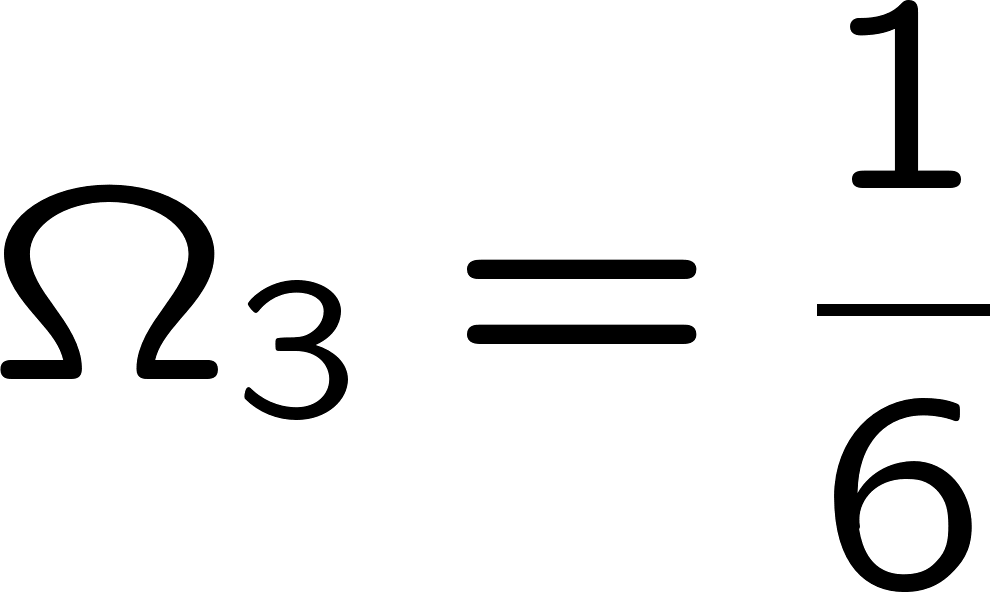 Ω₃ = 1/6